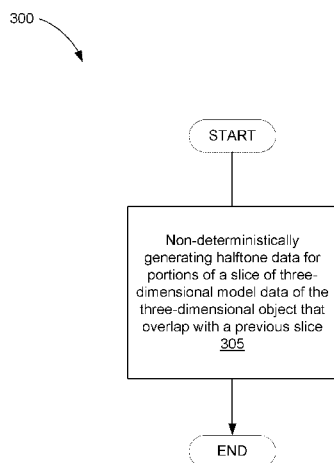 300
START
Non-deterministically
generating halftone data for
portions of a slice of three-
dimensional model data of the
three-dimensional object that
overlap with a previous slice
305
END